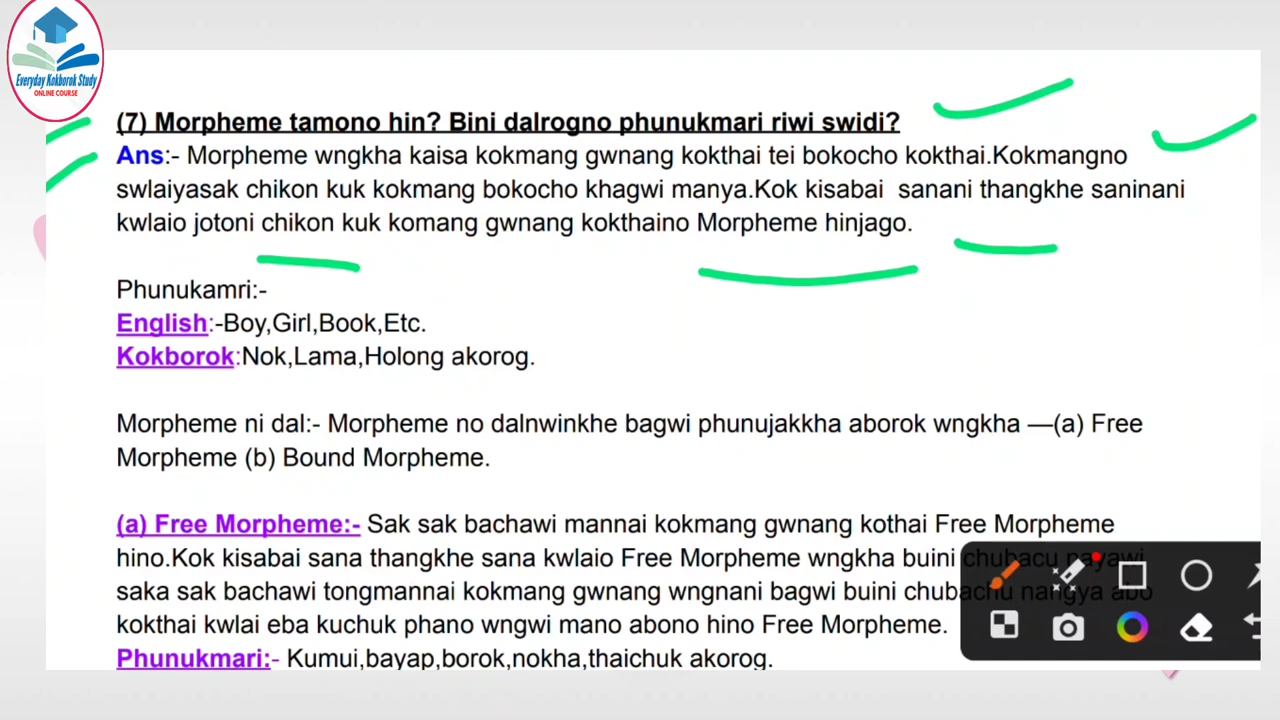 Everyday Kokborok Study
ONLINE COURSE
(7) Morpheme tamono hin? Bini dalrogno phunukmari riwi swidi?
Ans:- Morpheme wngkha kaisa kokmang gwnang kokthai tei bokocho kokthai.Kokmangno
swlaiyasak chikon kuk kokmang bokocho khagwi manya.Kok kisabai sanani thangkhe saninani
kwlaio jotoni chikon kuk komang gwnang kokthaino Morpheme hinjago.
Phunukamri:-
English:-Boy,Girl,Book,Etc.
Kokborok:Nok,Lama,Holong akorog.
Morpheme ni dal:- Morpheme no dalnwinkhe bagwi phunujakkha aborok wngkha —(a) Free
Morpheme (b) Bound Morpheme.
(a) Free Morpheme:- Sak sak bachawi mannai kokmang gwnang kothai Free Morpheme
hino.Kok kisabai sana thangkhe sana kwlaio Free Morpheme wngkha buini chubacu nayawi
saka sak bachawi tongmannai kokmang gwnang wngnani bagwi buini chubachu nangya abo
kokthai kwlai eba kuchuk phano wngwi mano abono hino Free Morpheme.
Phunukmari:- Kumui,bayap,borok,nokha,thaichuk akorog.